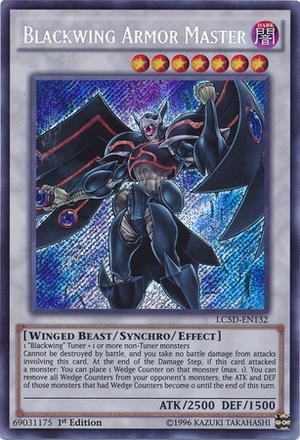 Blackwing Armor Master
DARK
闇
LC5D-EN132
[Winged Beast/Synchro/Effect]
1 "Blackwing" Tuner + 1 or more non-Tuner monsters
Cannot be destroyed by battle, and you take no battle damage from attacks
involving this card. At the end of the Damage Step, if this card attacked
a monster: You can place 1 Wedge Counter on that monster (max. 1). You can
remove all Wedge Counters from your opponent's monsters; the ATK and DEF
of those monsters that had Wedge Counters become 0 until the end of this turn.
ATK/2500 DEF/1500
69031175 1st Edition ©1996 KAZUKI TAKAHASHI